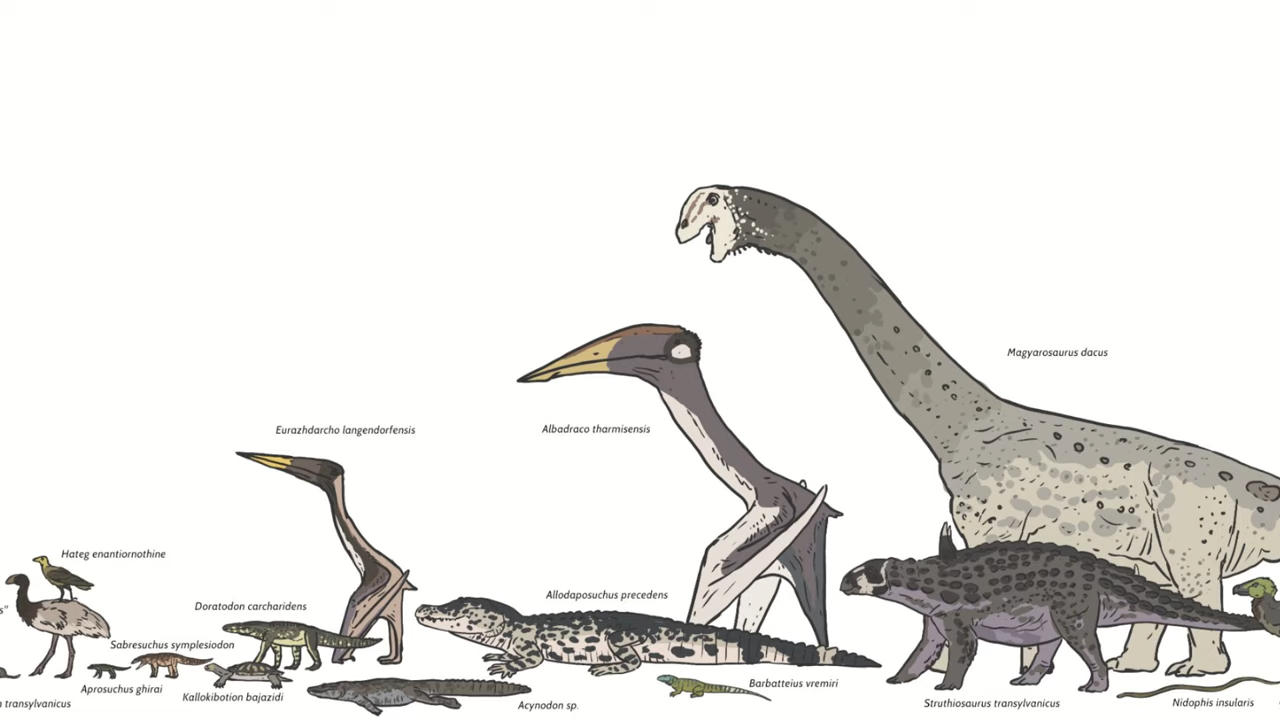 Magyarosaurus dacus
Eurazhdarcho langendorfensis
Albadraco tharmisensis
Hateg enantiornothine
Allodaposuchus precedens
Doratodon carcharidens
s"
Sabresuchus symplesiodon
Barbatteius vremiri
Aprosuchus ghirai
Kallokibotion bajazidi
n transylvanicus
Acynodon sp.
Struthiosaurus transylvanicus
Nidophis insularis